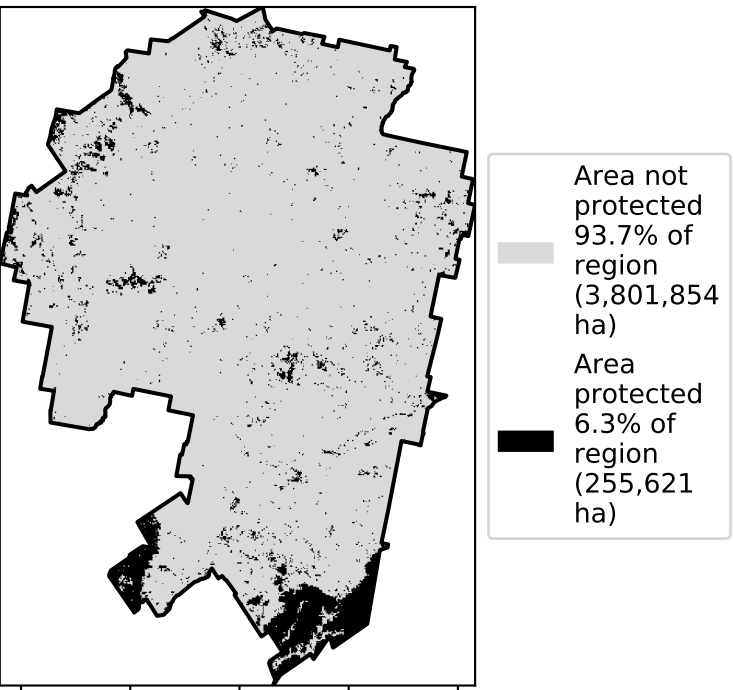 Area not
protected
93.7% of
region
(3,801,854
ha)
Area
protected
6.3% of
region
(255,621
ha)